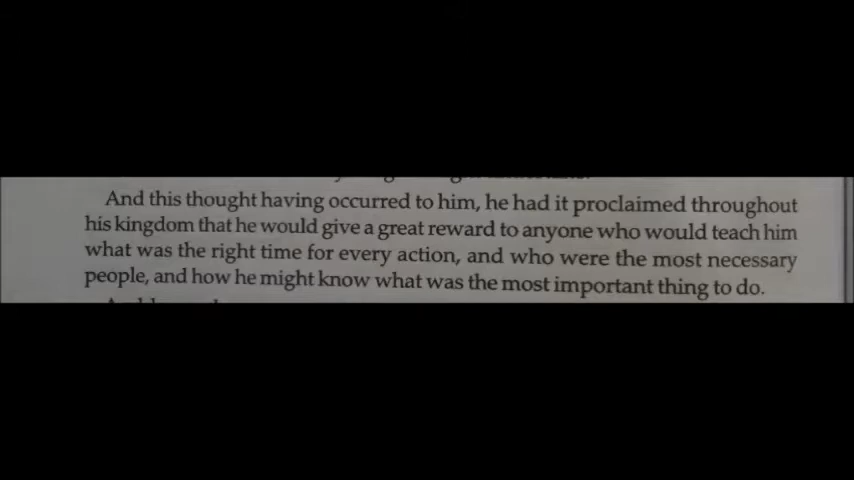 And this thought having occurred to him, he had it proclaimed throughout
his kingdom that he would give a great reward to anyone who would teach him
what was the right time for every action, and who were the most necessary
people, and how he might know what was the most important thing to do.